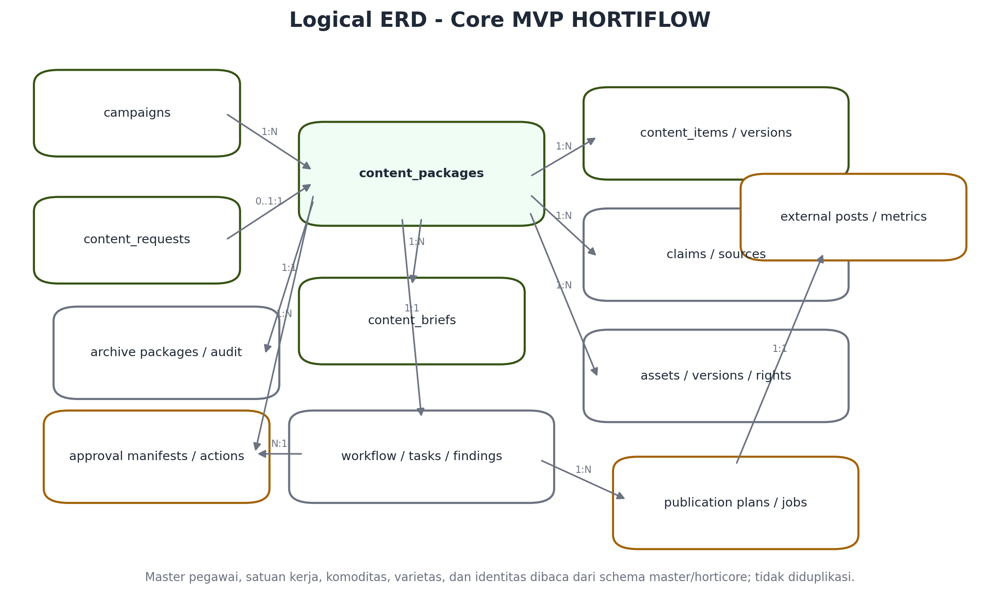 Logical ERD - Core MVP HORTIFLOW
campaigns
1:N
content_requests
0..1:1
content_packages
1:N
content_items / versions
1:N
external posts / metrics
claims / sources
1:N
1:N
1:1
1:N
1:1
content_briefs
archive packages / audit
assets / versions / rights
1:1
approval manifests / actions
N:1
workflow / tasks / findings
1:N
publication plans / jobs
Master pegawai, satuan kerja, komoditas, varietas, dan identitas dibaca dari schema master/horticore; tidak diduplikasi.